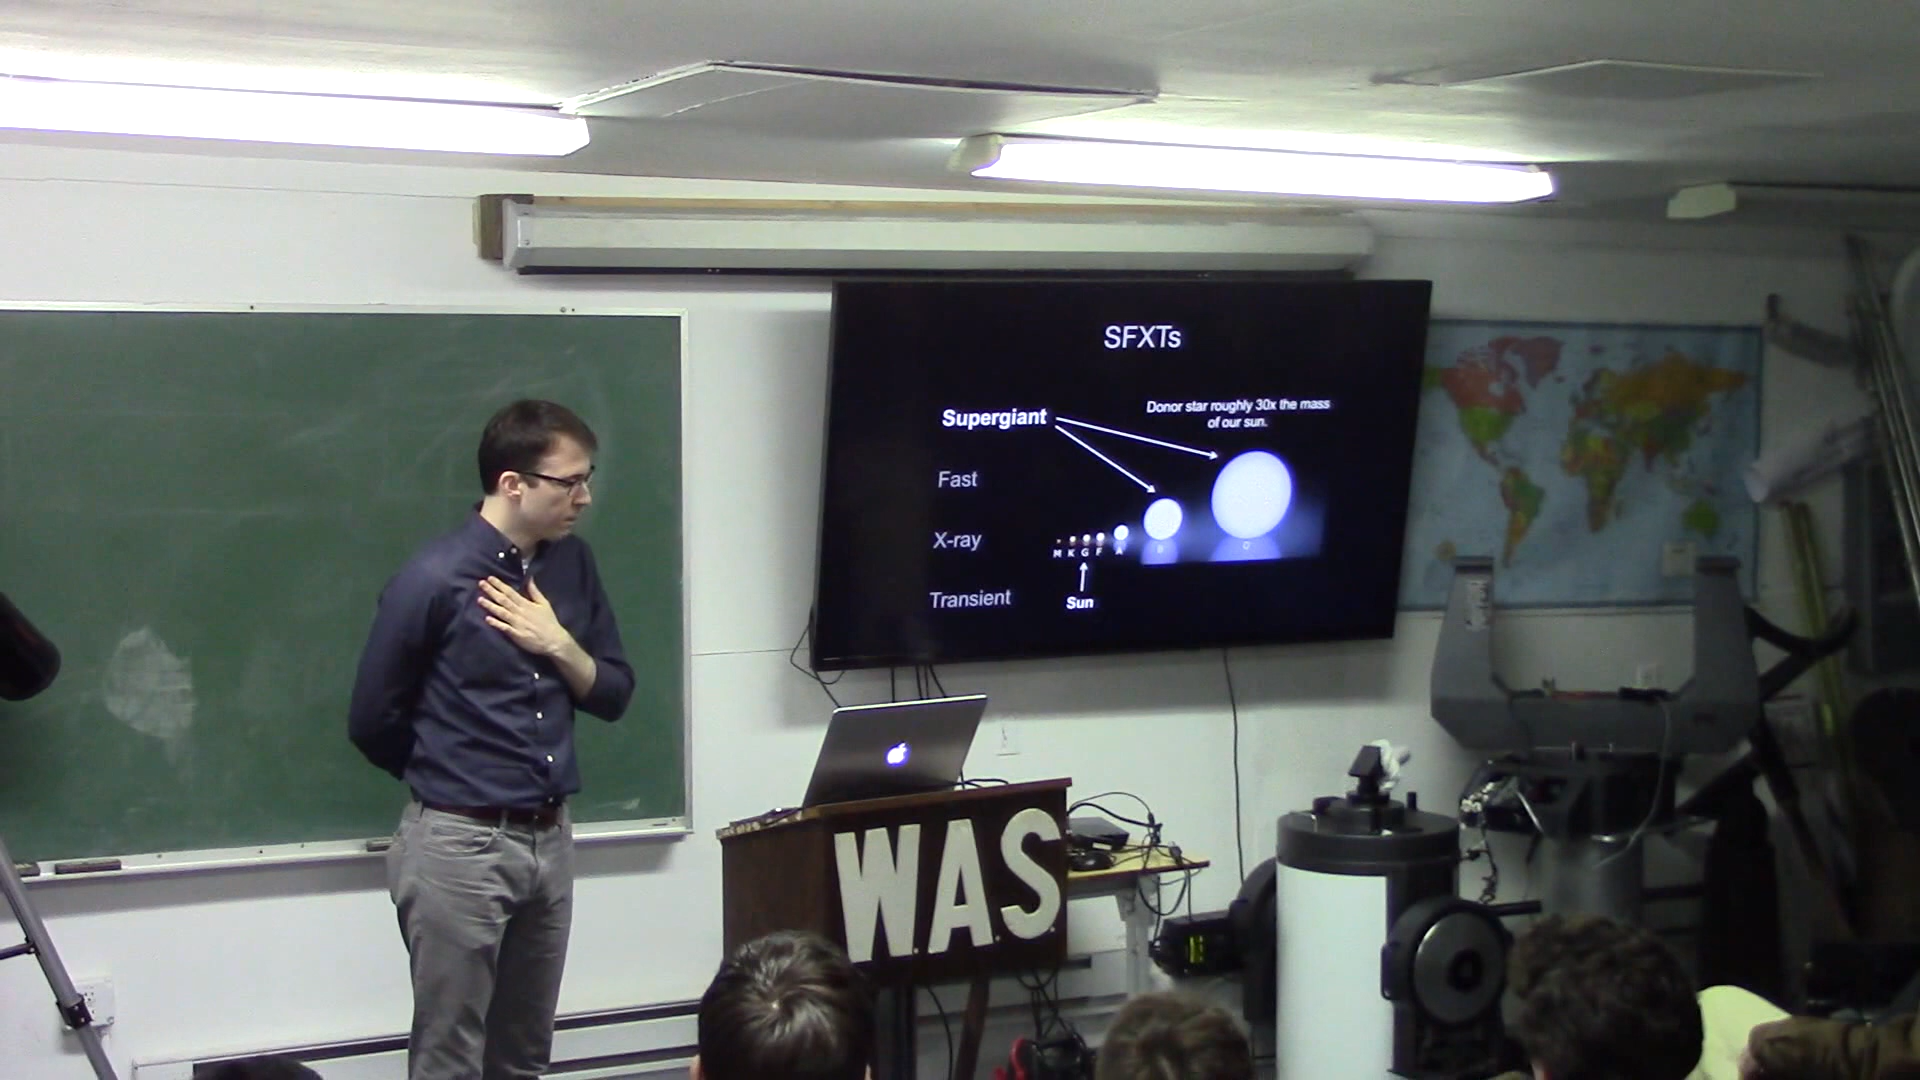 SFXTs
Supergiant
Donor star roughly 30x the mass
of our sun.
Fast
X-ray
M K G F A B O
Transient
Sun
W.A.S.